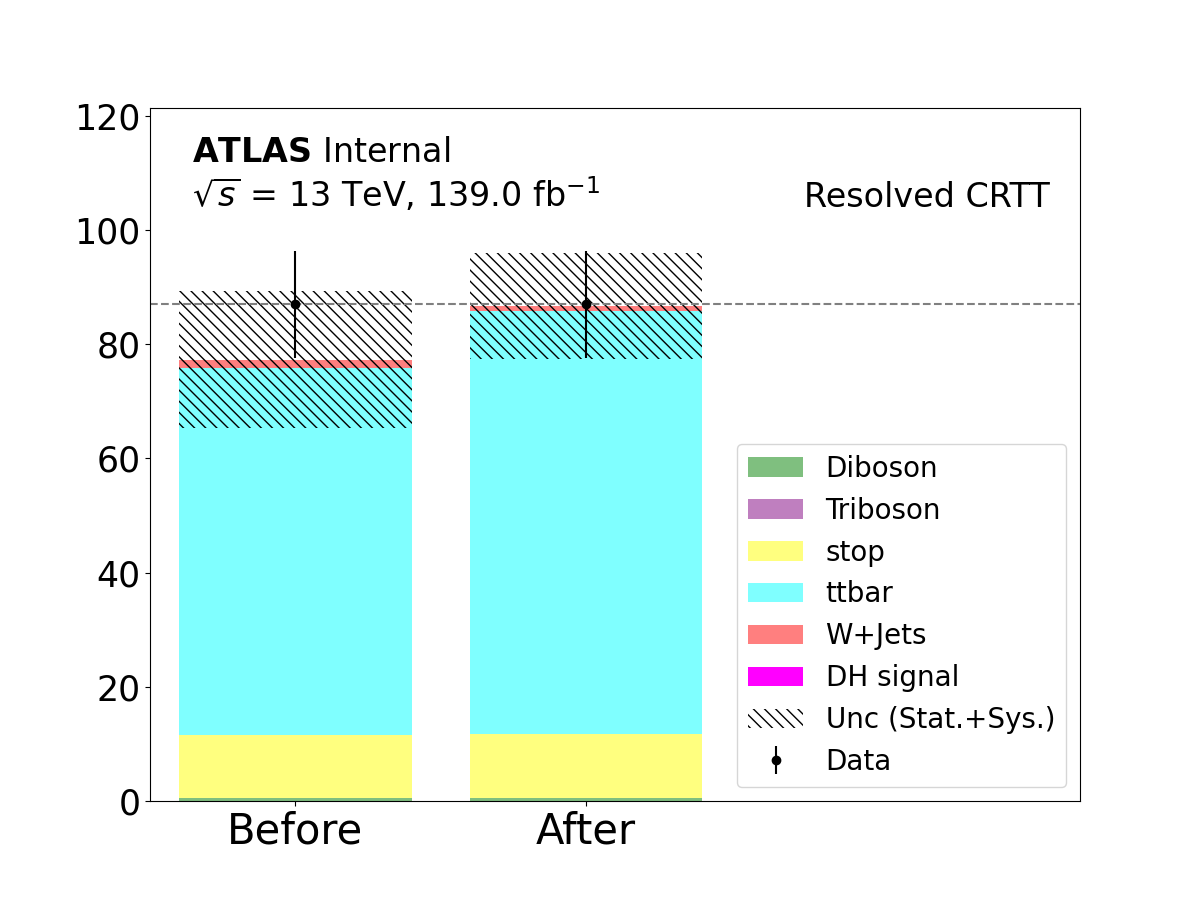 120
100
80
60
40
20
0
ATLAS Internal
√s = 13 TeV, 139.0 fb⁻¹
Resolved CRTT
Diboson
Triboson
stop
ttbar
W+Jets
DH signal
Unc (Stat.+Sys.)
Data
Before
After